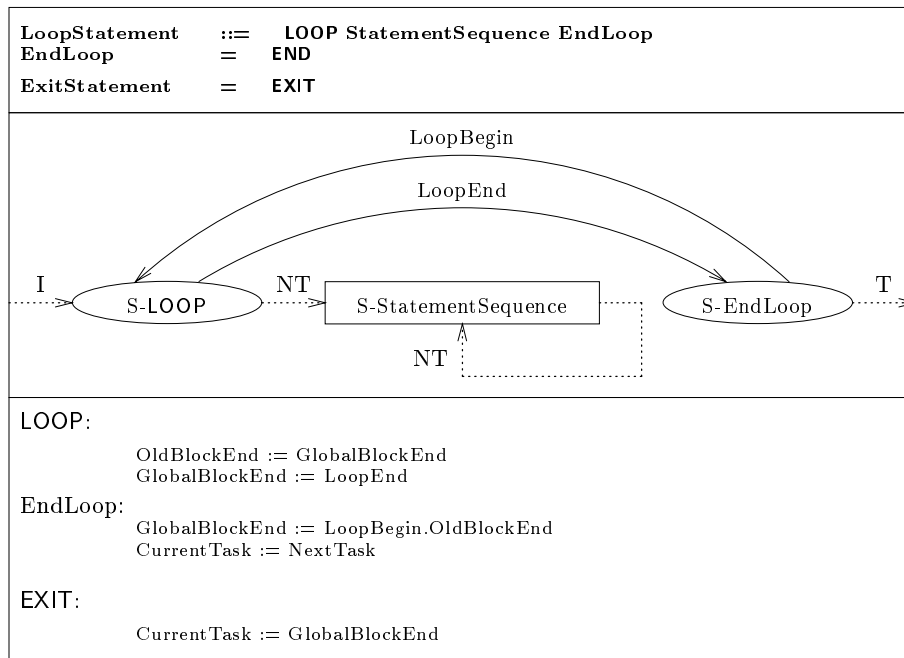 LoopStatement ::= LOOP StatementSequence EndLoop
EndLoop = END
ExitStatement = EXIT
LoopBegin
LoopEnd
I
S-LOOP
NT
S-StatementSequence
S-EndLoop
T
NT
LOOP:
OldBlockEnd := GlobalBlockEnd
GlobalBlockEnd := LoopEnd
EndLoop:
GlobalBlockEnd := LoopBegin.OldBlockEnd
CurrentTask := NextTask
EXIT:
CurrentTask := GlobalBlockEnd